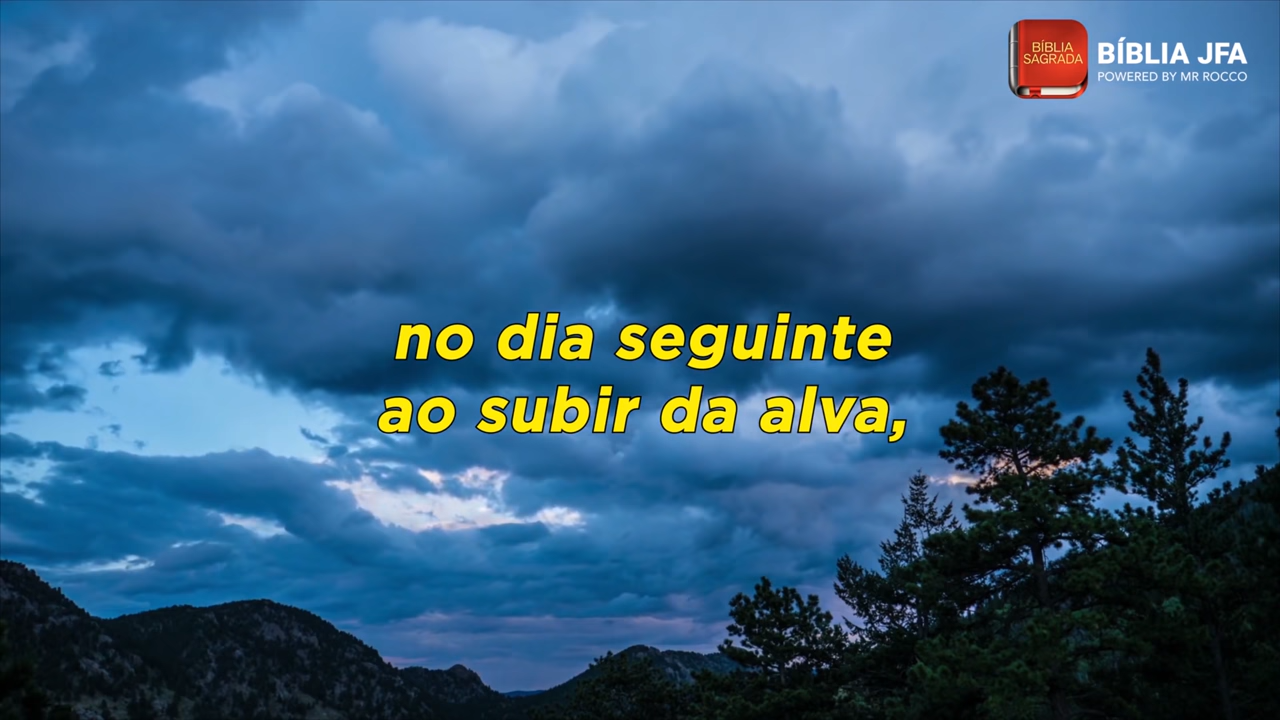 BÍBLIA
SAGRADA
BÍBLIA JFA
POWERED BY MR ROCCO
no dia seguinte
ao subir da alva,